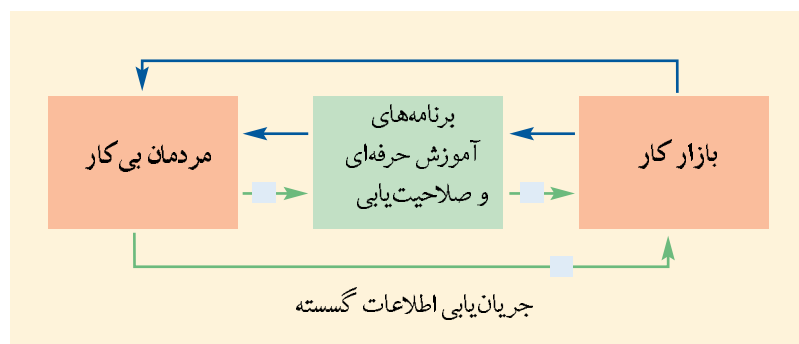 بازار کار
برنامه‌های
آموزش حرفه‌ای
و صلاحیت‌یابی
مردمان بی‌کار
جریان‌یابی اطلاعات گسسته